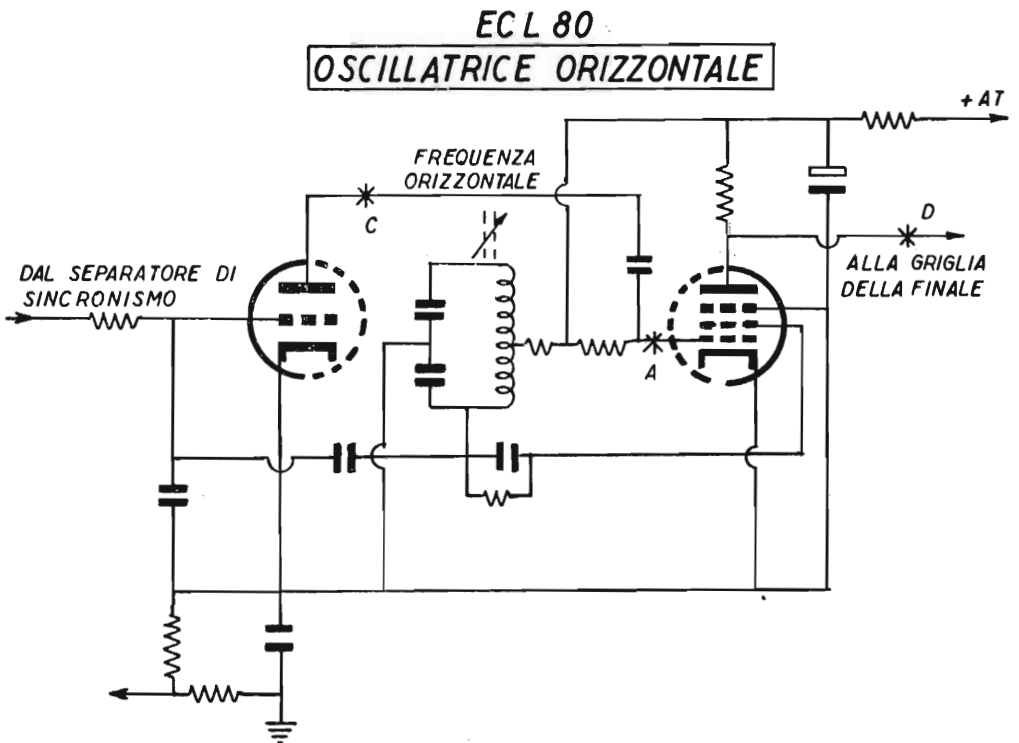 ECL 80
OSCILLATRICE ORIZZONTALE
+ AT
FREQUENZA
ORIZZONTALE
C
D
DAL SEPARATORE DI
SINCRONISMO
ALLA GRIGLIA
DELLA FINALE
A